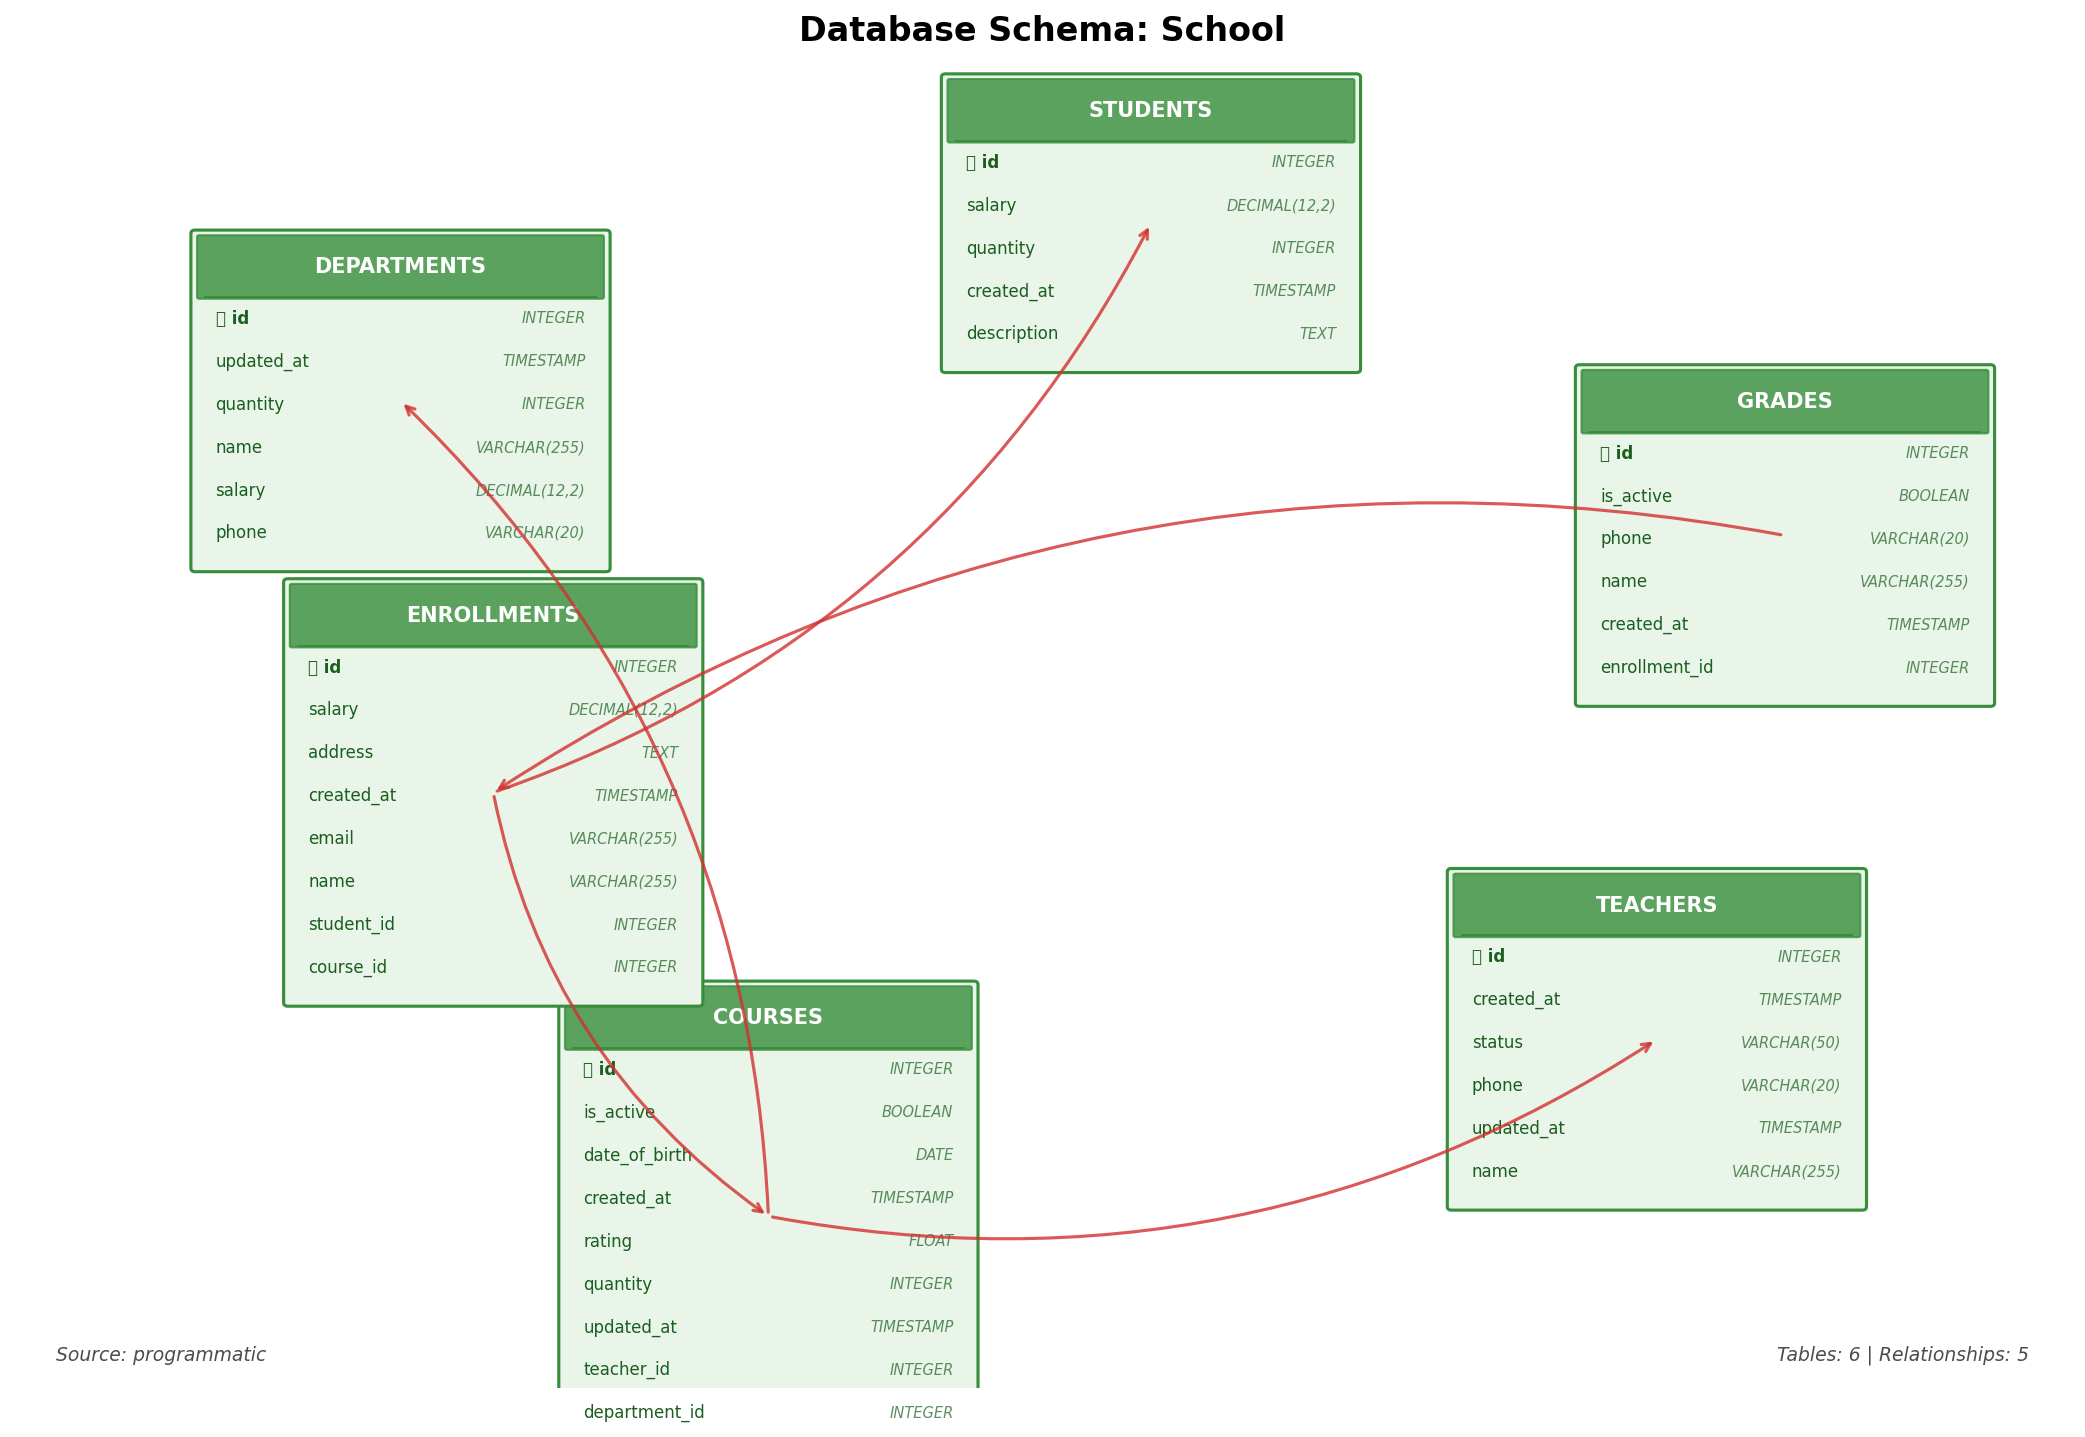 Database Schema: School
STUDENTS
id INTEGER
salary DECIMAL(12,2)
quantity INTEGER
created_at TIMESTAMP
description TEXT
DEPARTMENTS
id INTEGER
updated_at TIMESTAMP
quantity INTEGER
name VARCHAR(255)
salary DECIMAL(12,2)
phone VARCHAR(20)
GRADES
id INTEGER
is_active BOOLEAN
phone VARCHAR(20)
name VARCHAR(255)
created_at TIMESTAMP
enrollment_id INTEGER
ENROLLMENTS
id INTEGER
salary DECIMAL(12,2)
address TEXT
created_at TIMESTAMP
email VARCHAR(255)
name VARCHAR(255)
student_id INTEGER
course_id INTEGER
TEACHERS
id INTEGER
created_at TIMESTAMP
status VARCHAR(50)
phone VARCHAR(20)
updated_at TIMESTAMP
name VARCHAR(255)
COURSES
id INTEGER
is_active BOOLEAN
date_of_birth DATE
created_at TIMESTAMP
rating FLOAT
quantity INTEGER
updated_at TIMESTAMP
teacher_id INTEGER
department_id INTEGER
Source: programmatic
Tables: 6 | Relationships: 5